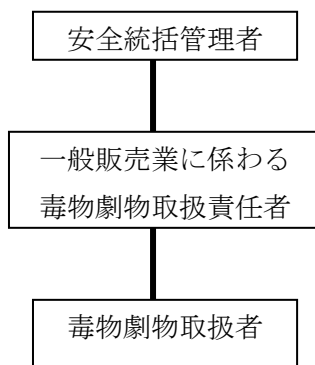 安全統括管理者
一般販売業に係わる
毒物劇物取扱責任者
毒物劇物取扱者